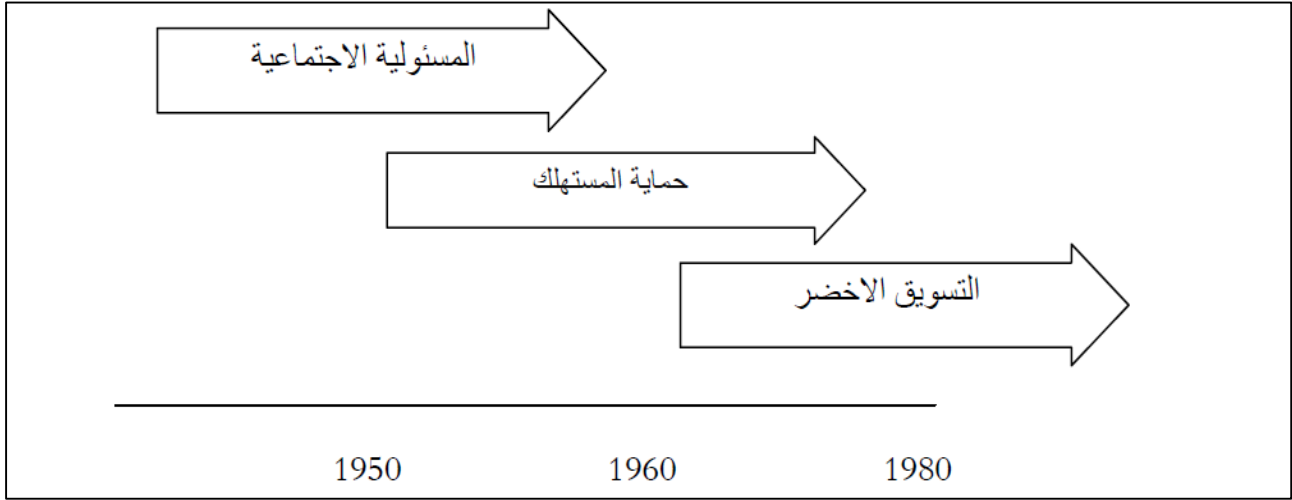 المسئولية الاجتماعية
حماية المستهلك
التسويق الاخضر
1950 1960 1980